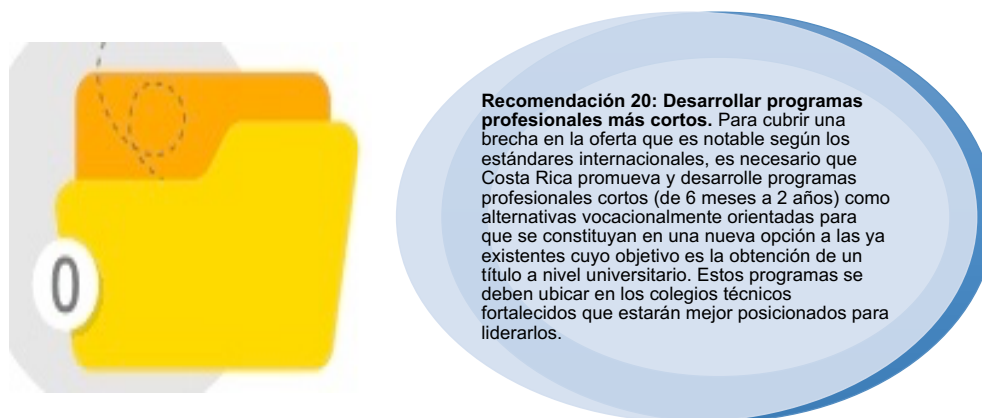 0
Recomendación 20: Desarrollar programas
profesionales más cortos. Para cubrir una
brecha en la oferta que es notable según los
estándares internacionales, es necesario que
Costa Rica promueva y desarrolle programas
profesionales cortos (de 6 meses a 2 años) como
alternativas vocacionalmente orientadas para
que se constituyan en una nueva opción a las ya
existentes cuyo objetivo es la obtención de un
título a nivel universitario. Estos programas se
deben ubicar en los colegios técnicos
fortalecidos que estarán mejor posicionados para
liderarlos.